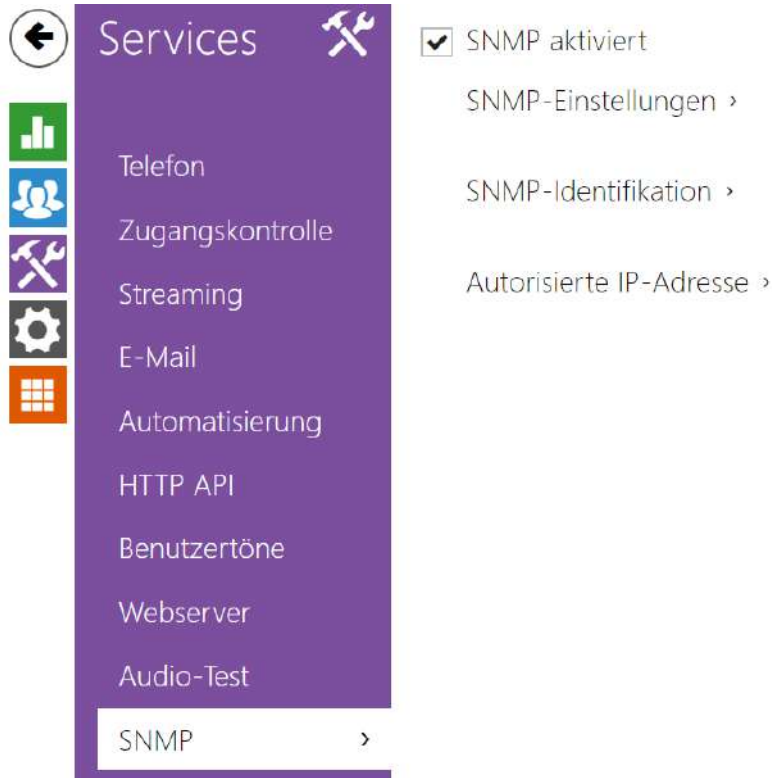 Services
Telefon
Zugangskontrolle
Streaming
E-Mail
Automatisierung
HTTP API
Benutzertöne
Webserver
Audio-Test
SNMP
SNMP aktiviert
SNMP-Einstellungen
SNMP-Identifikation
Autorisierte IP-Adresse